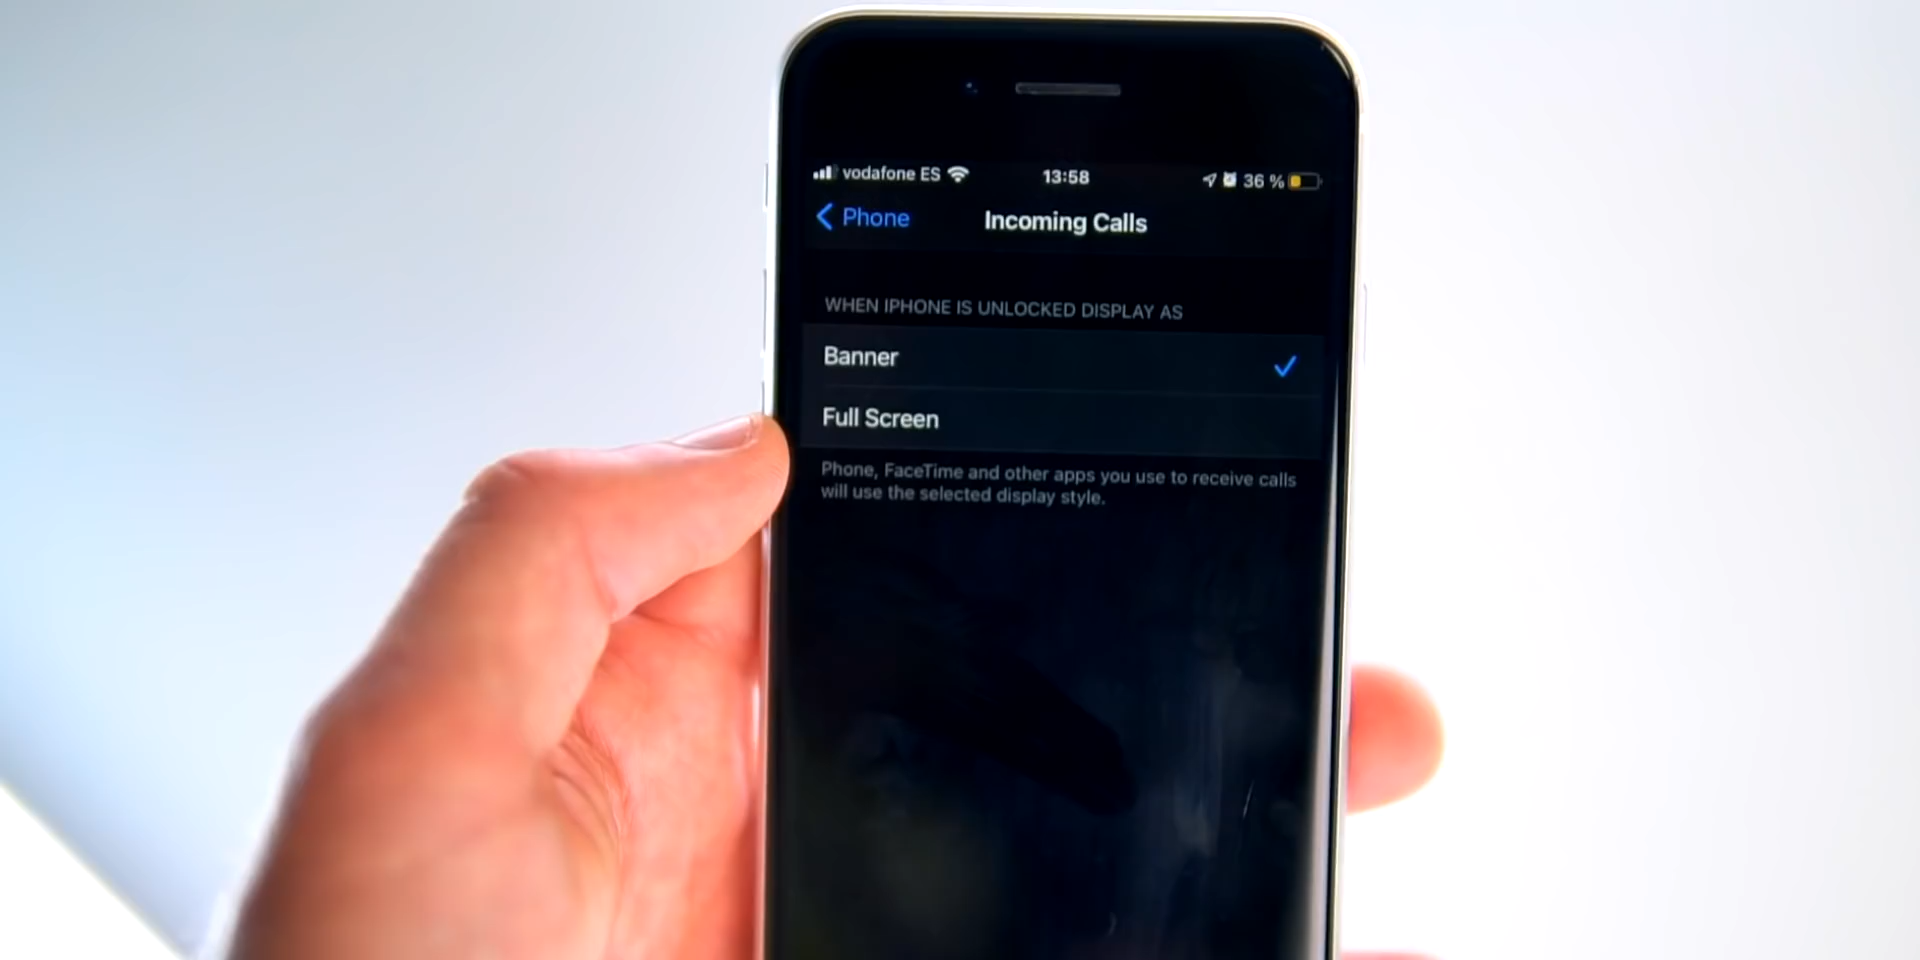 vodafone ES 13:58 36 %
Phone Incoming Calls
WHEN IPHONE IS UNLOCKED DISPLAY AS
Banner
Full Screen
Phone, FaceTime and other apps you use to receive calls
will use the selected display style.